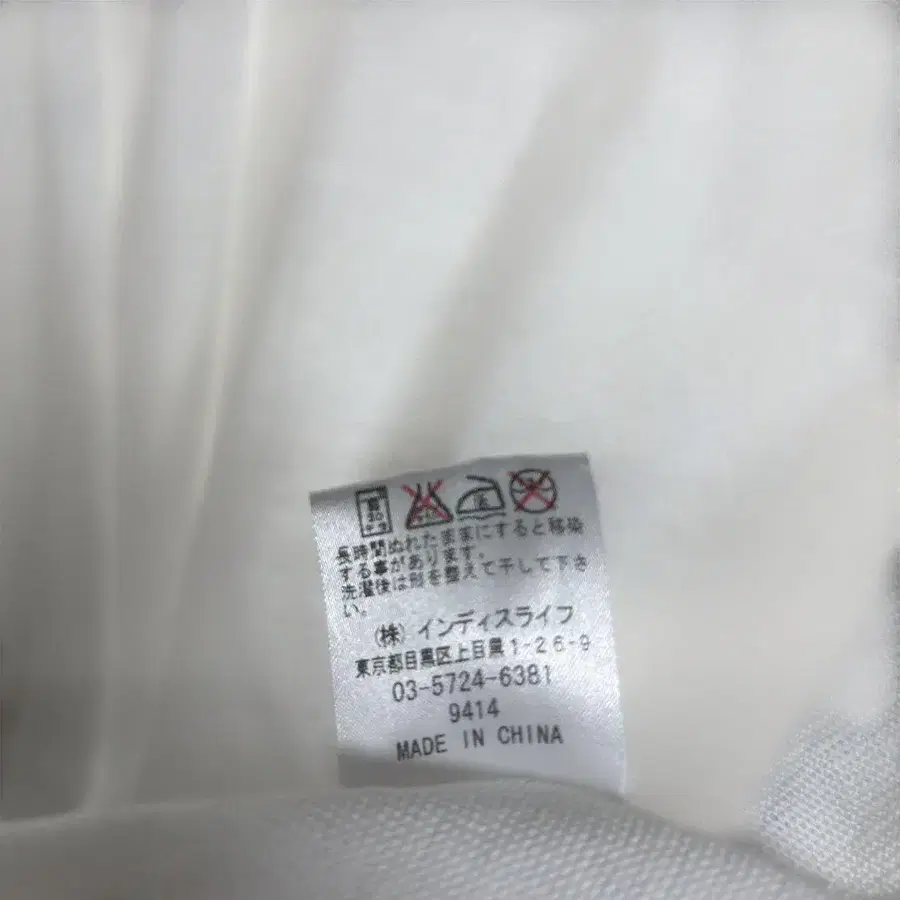 長時間ぬれたままにすると移染
する事があります。
洗濯後は形を整えて干して下さ
い。
(株)インディスライフ
東京都目黒区上目黒1-26-9
03-5724-6381
9414
MADE IN CHINA